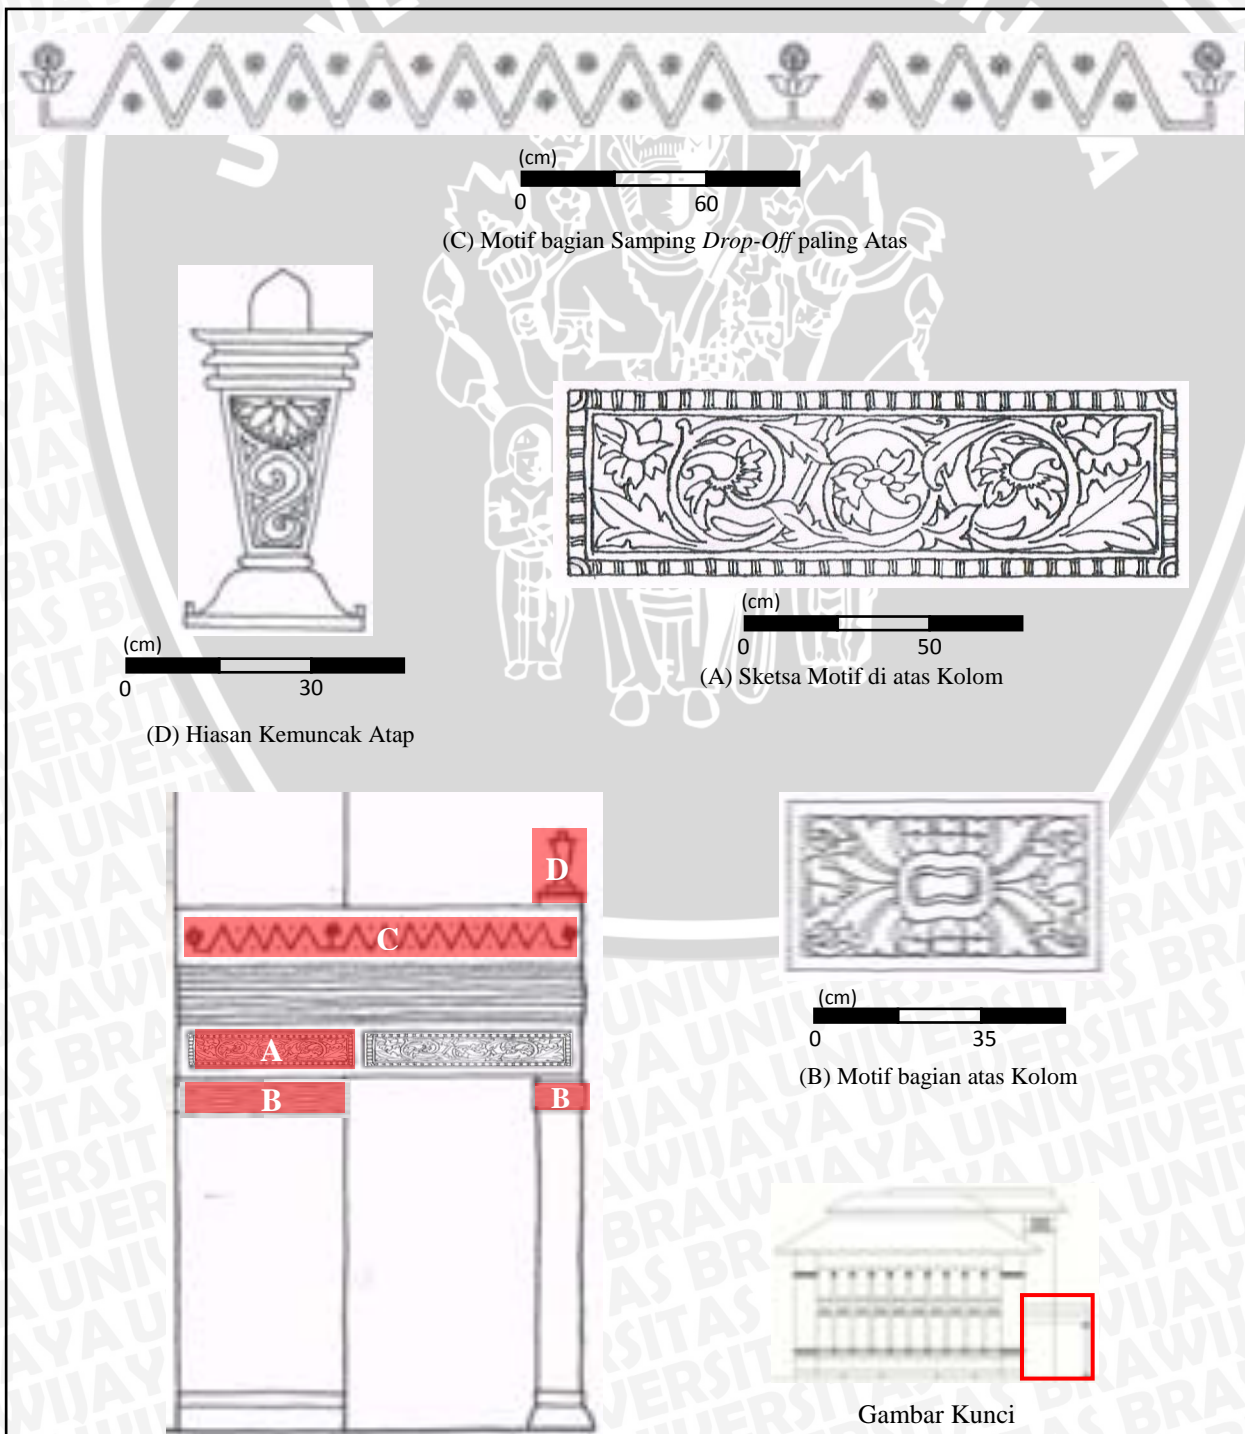 (cm)
0 60
(C) Motif bagian Samping Drop-Off paling Atas
(cm)
0 50
(A) Sketsa Motif di atas Kolom
(cm)
0 30
(D) Hiasan Kemuncak Atap
D
C
A
B B
(cm)
0 35
(B) Motif bagian atas Kolom
Gambar Kunci